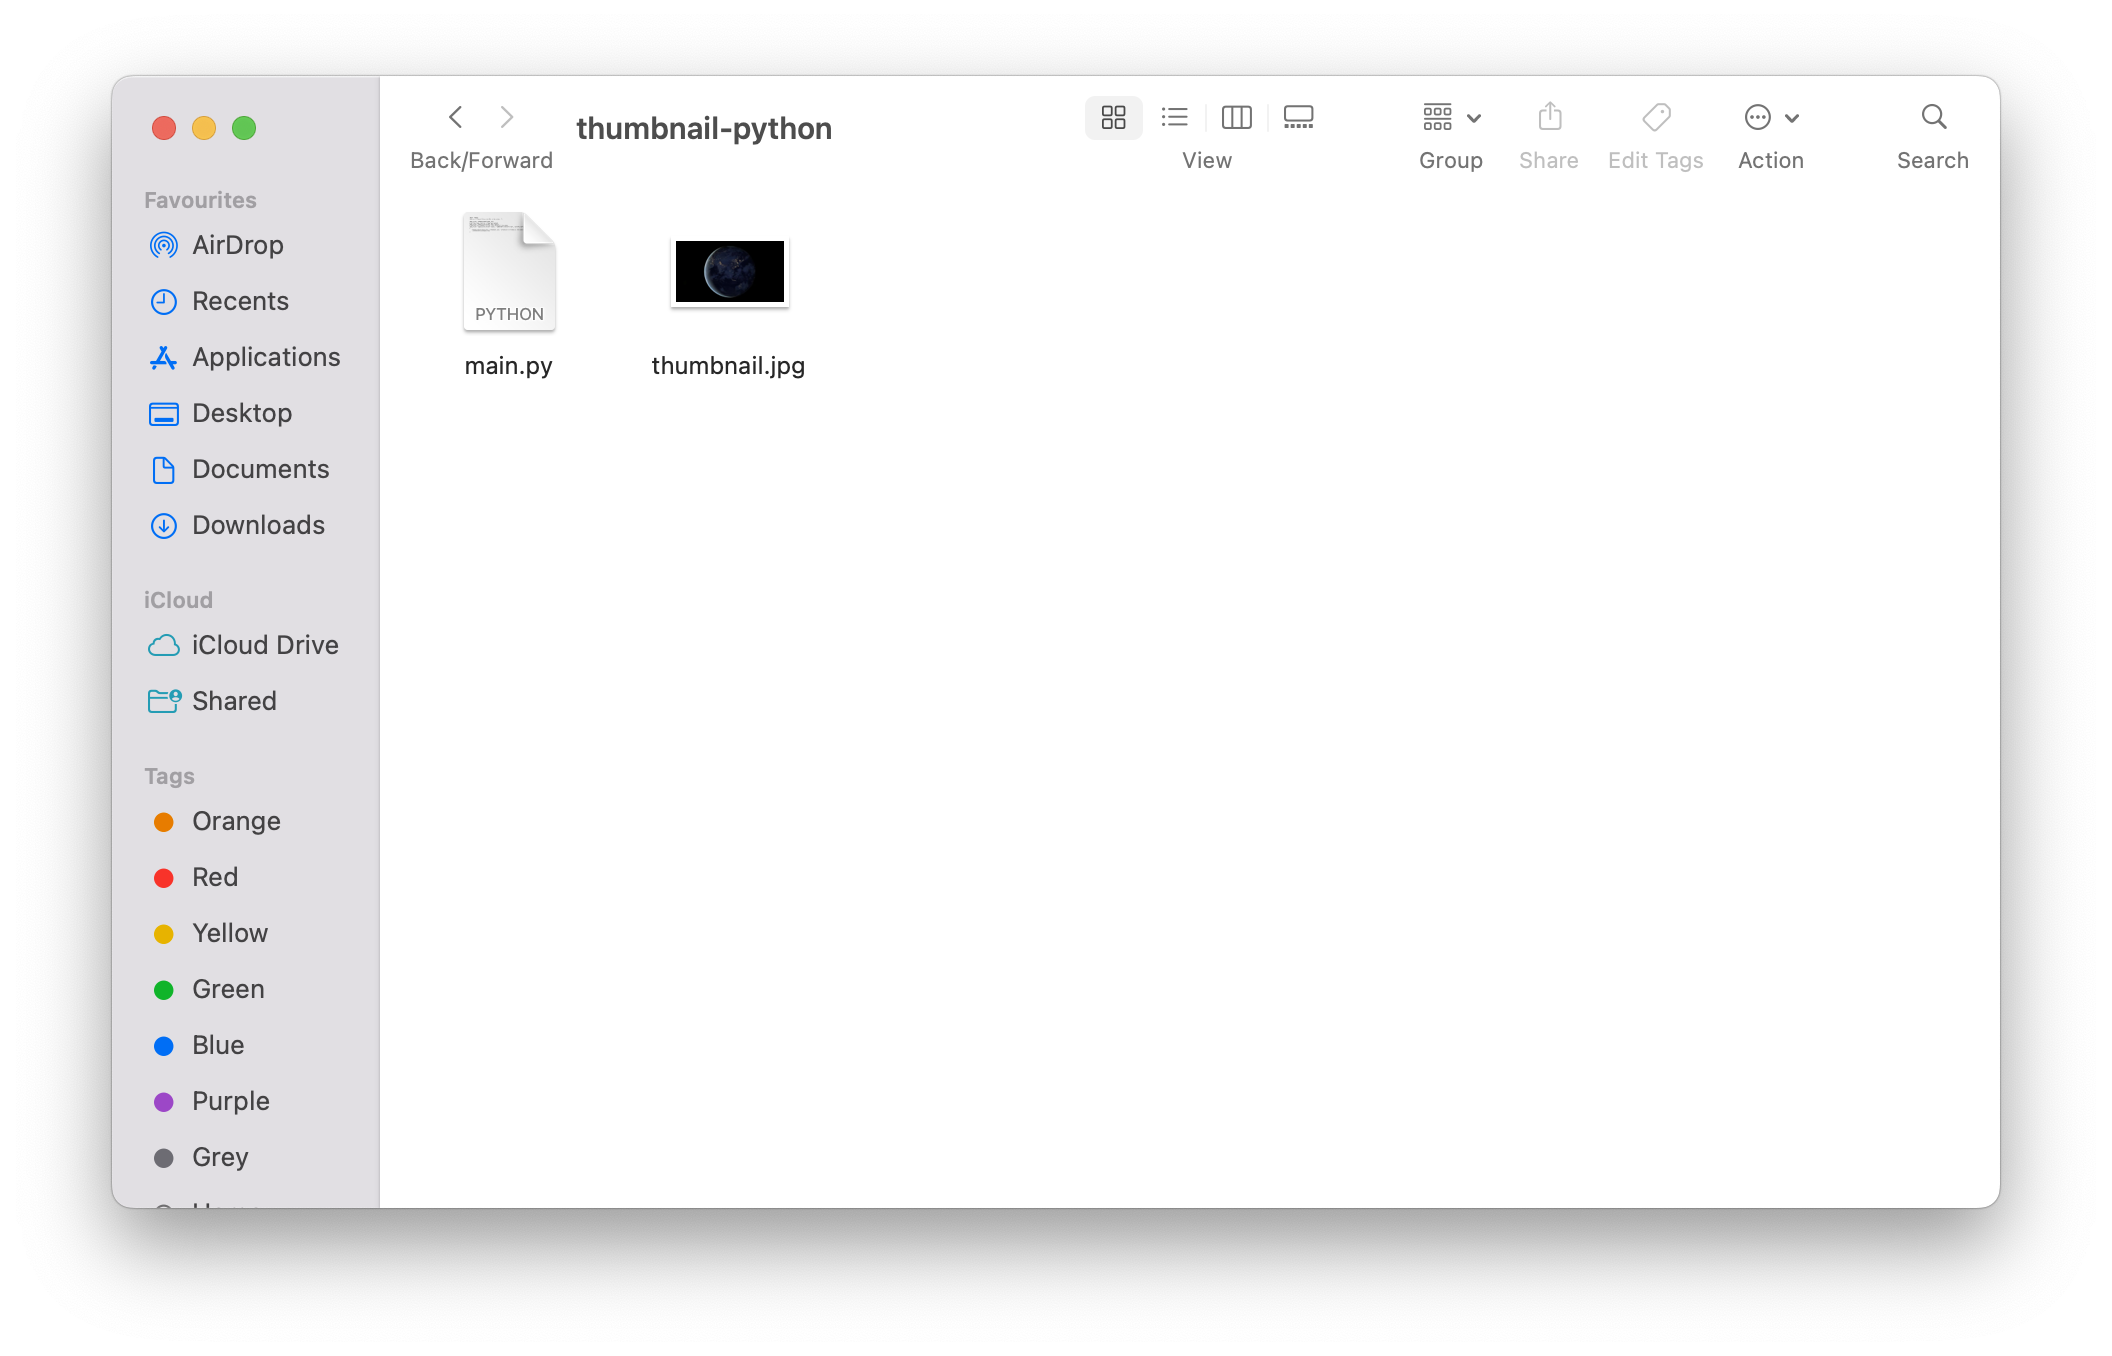 thumbnail-python
Back/Forward
View
Group
Share
Edit Tags
Action
Search
Favourites
AirDrop
Recents
Applications
Desktop
Documents
Downloads
iCloud
iCloud Drive
Shared
Tags
Orange
Red
Yellow
Green
Blue
Purple
Grey
PYTHON
main.py
thumbnail.jpg